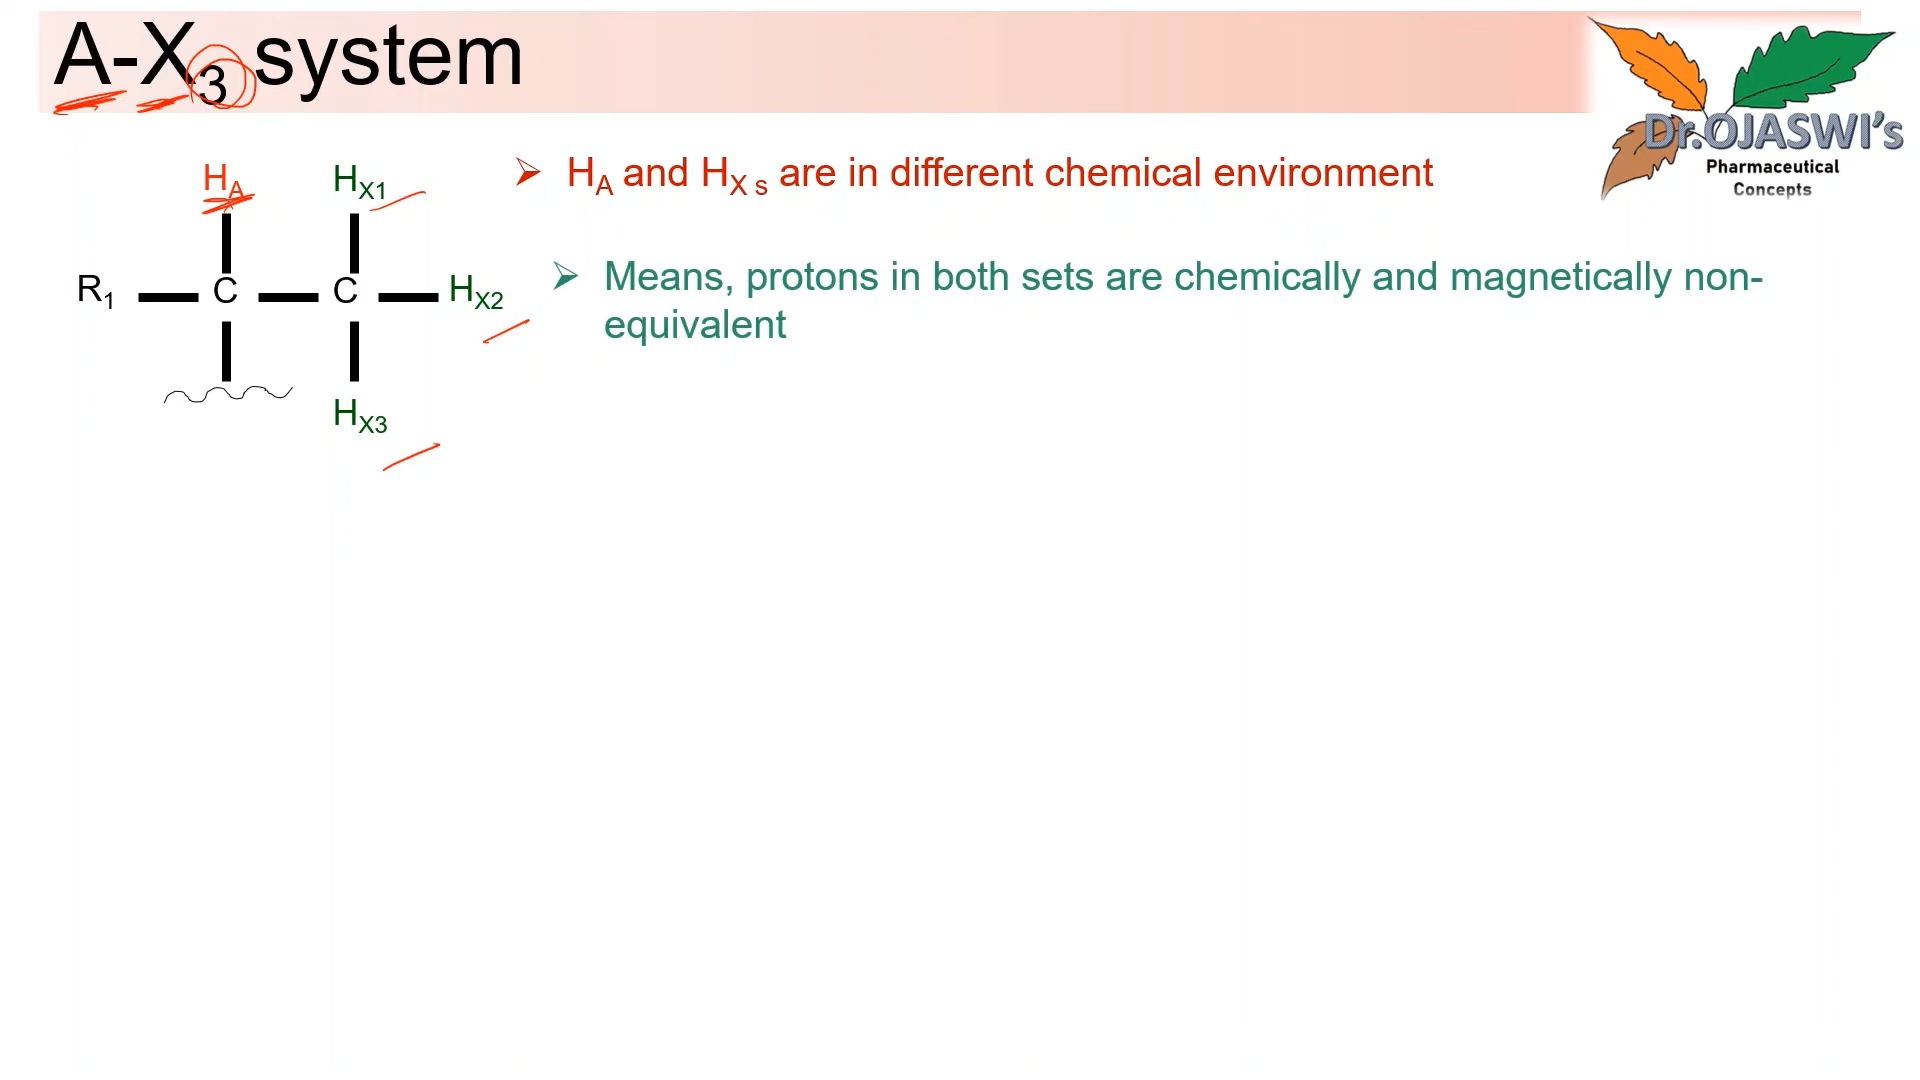 A-X3 system
Dr.OJASWI's
Pharmaceutical
Concepts
HA HX1
R1 C C HX2
HX3
HA and HX s are in different chemical environment
Means, protons in both sets are chemically and magnetically non-
equivalent